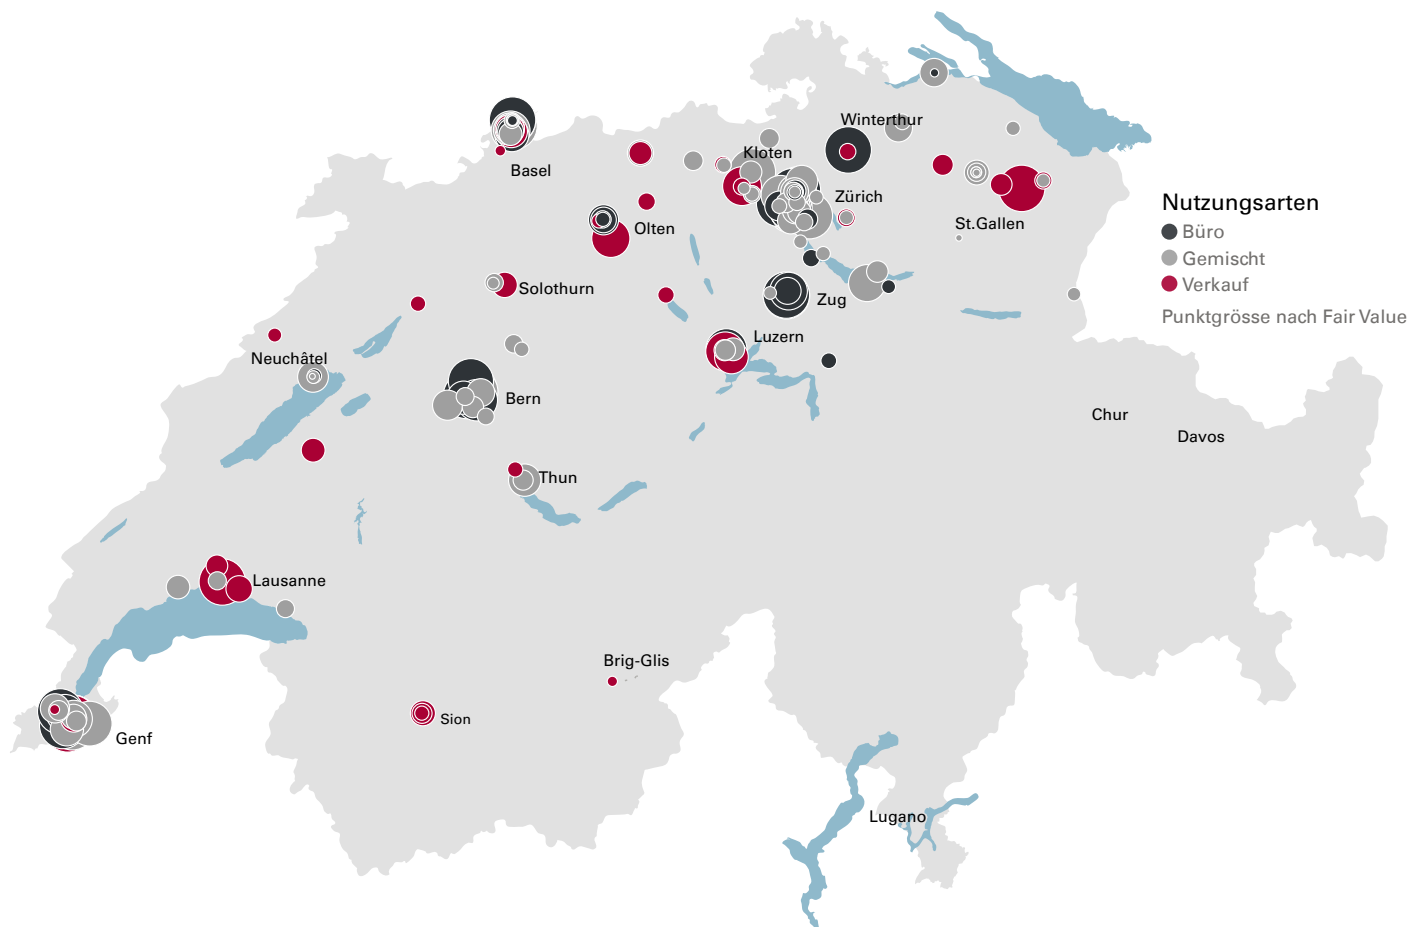 Winterthur
Kloten
Basel
Zürich
Nutzungsarten
St.Gallen
Olten
Büro
Gemischt
Verkauf
Solothurn
Zug
Punktgrösse nach Fair Value
Luzern
Neuchâtel
Bern
Chur
Davos
Thun
Lausanne
Brig-Glis
Sion
Genf
Lugano